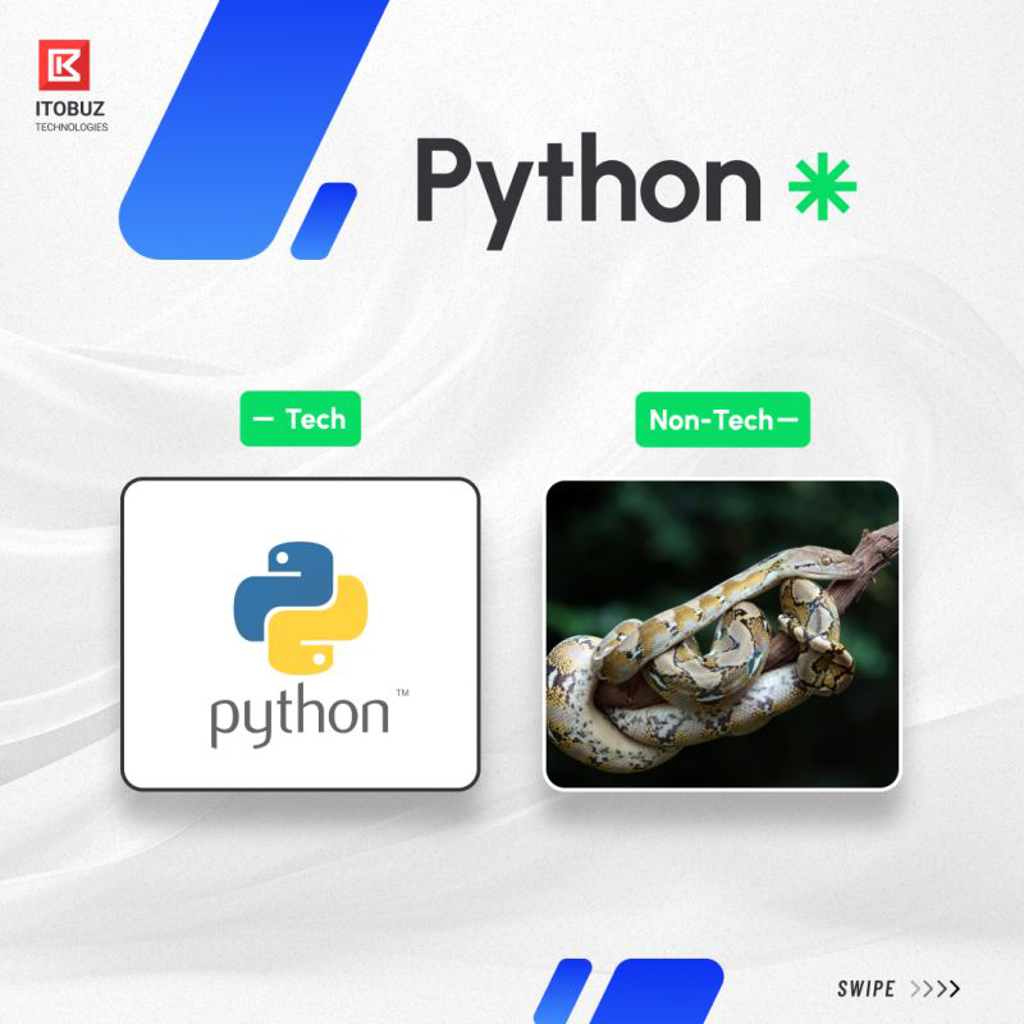 ITOBUZ
TECHNOLOGIES
Python
— Tech
Non-Tech—
python™
SWIPE >>>>